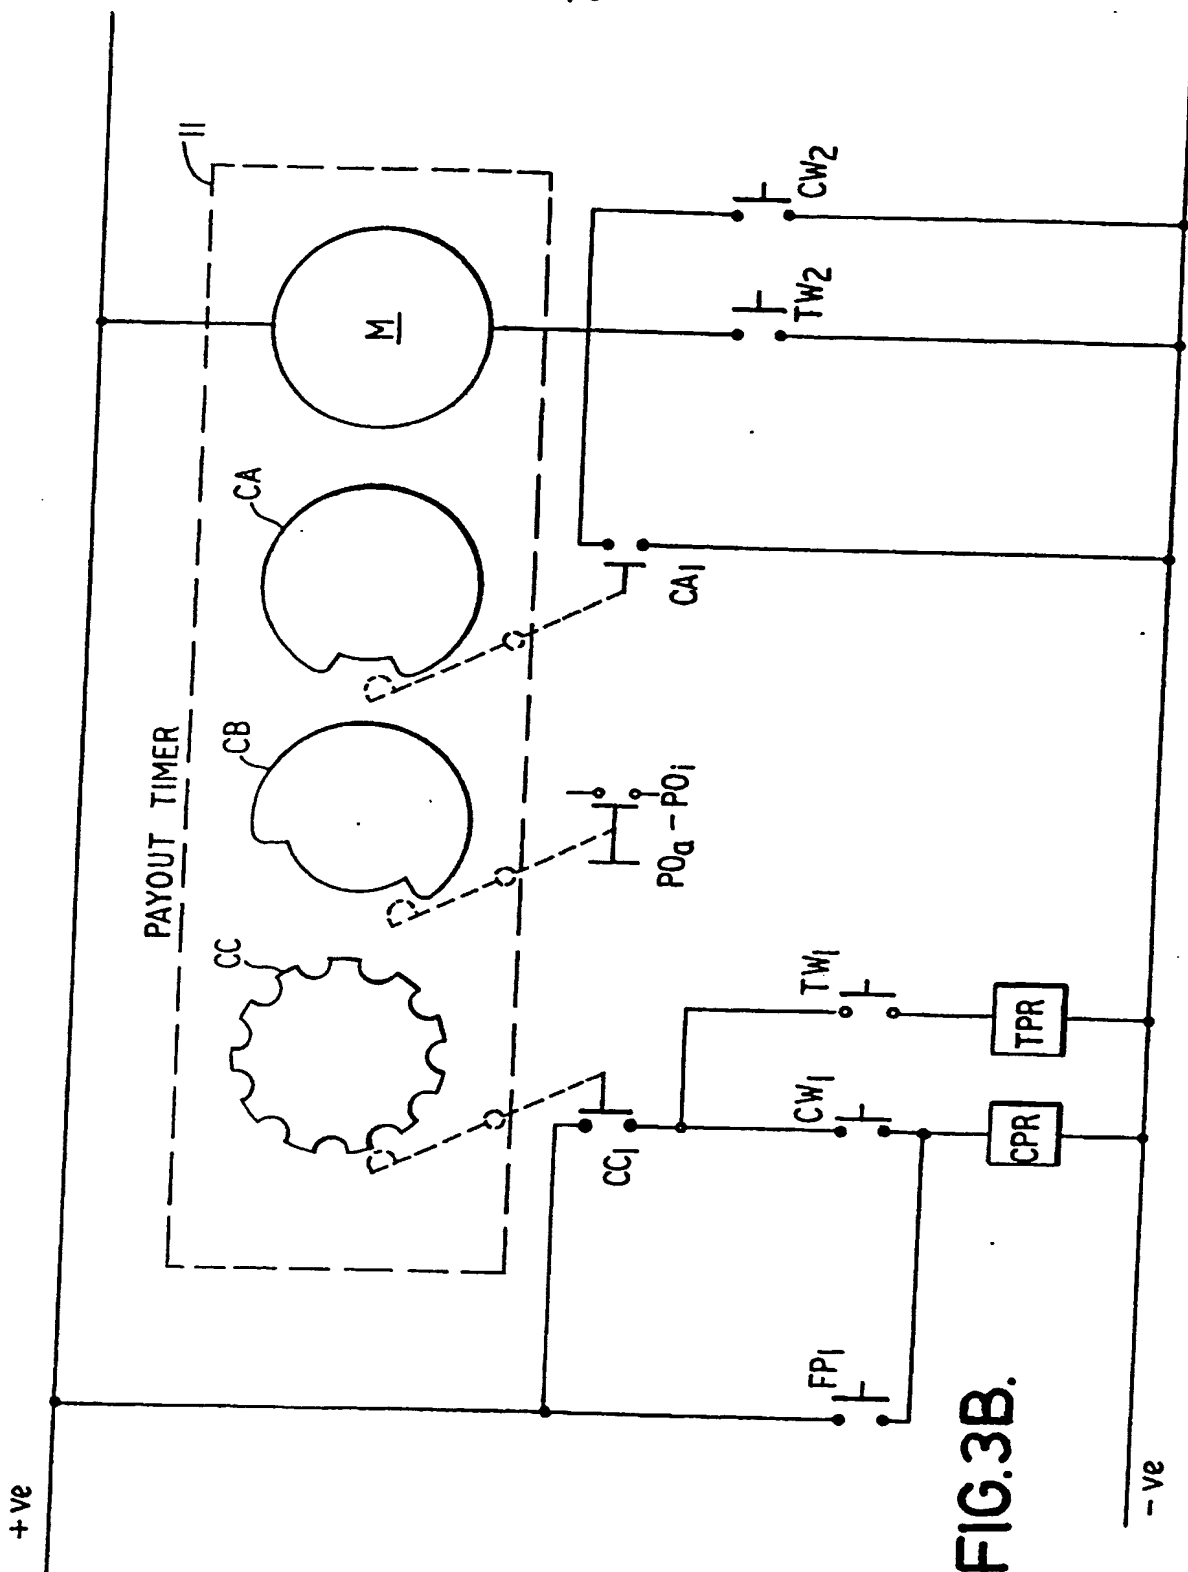 +ve
PAYOUT TIMER
11
CC
CB
CA
M
CC1
POa - POi
CA1
FP1
CW1
TW1
TW2
CW2
CPR
TPR
-ve
FIG.3B.